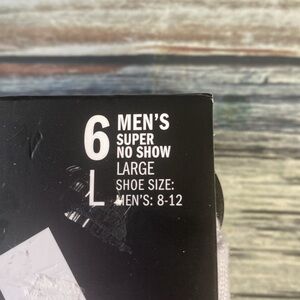 6 MEN'S
SUPER
NO SHOW
L LARGE
SHOE SIZE:
MEN'S: 8-12